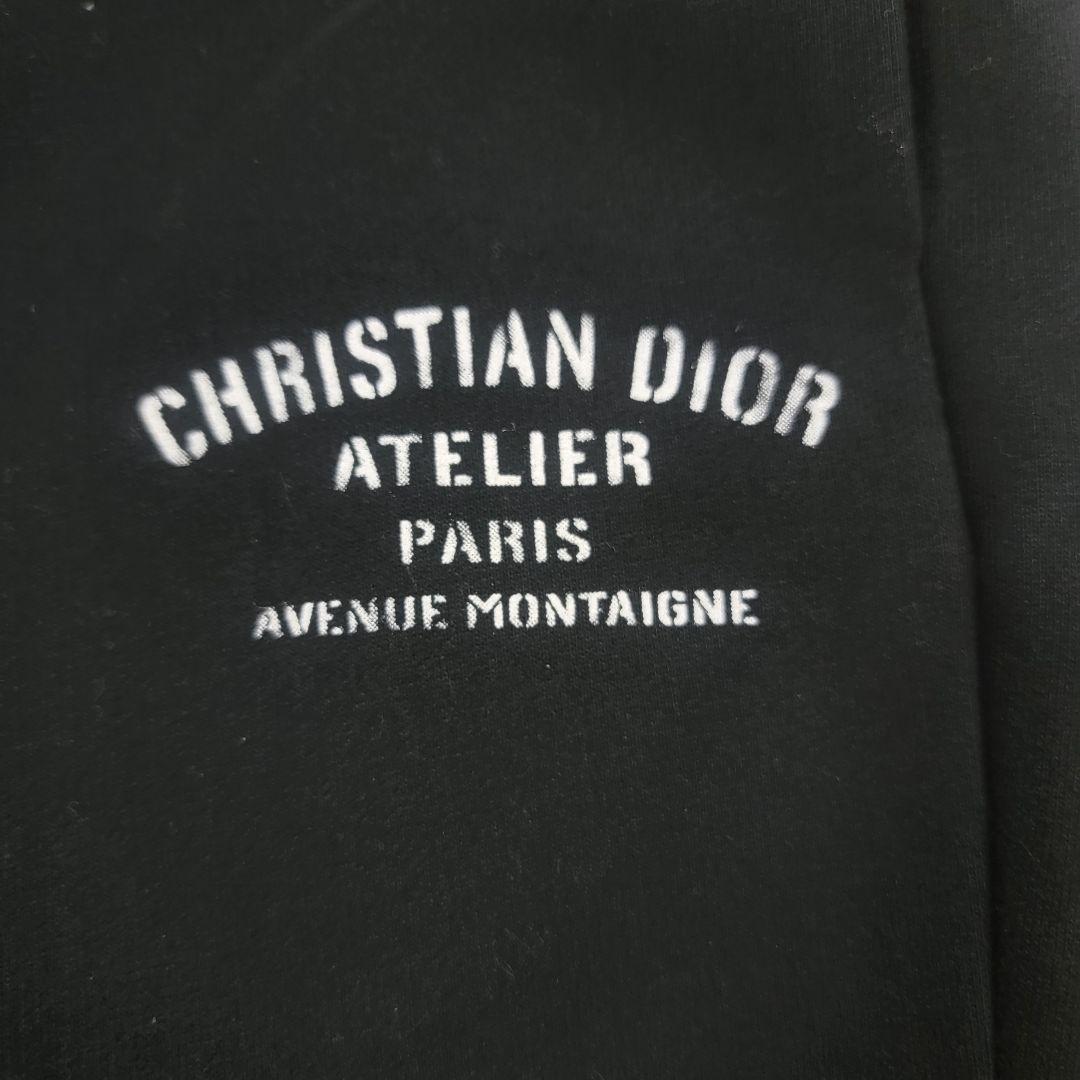 CHRISTIAN DIOR
ATELIER
PARIS
AVENUE MONTAIGNE